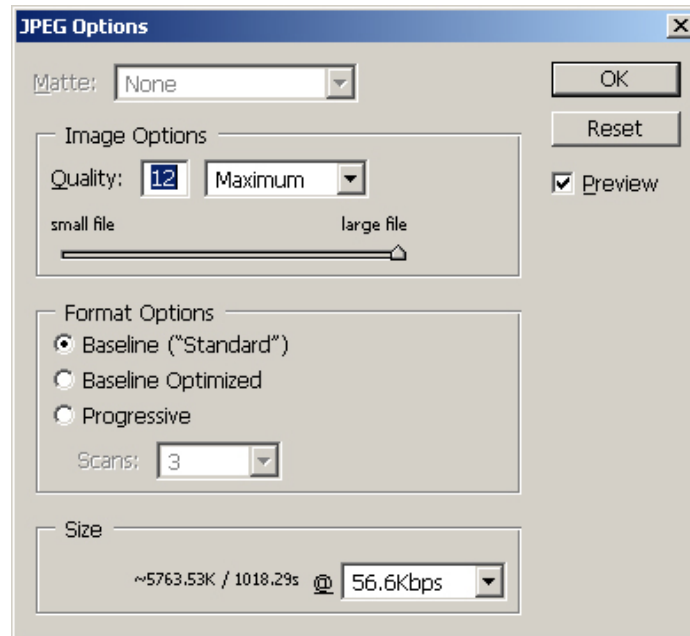 JPEG Options
Matte: None
OK
Reset
Preview
Image Options
Quality: 12 Maximum
small file large file
Format Options
Baseline (“Standard”)
Baseline Optimized
Progressive
Scans: 3
Size
~5763.53K / 1018.29s @ 56.6Kbps